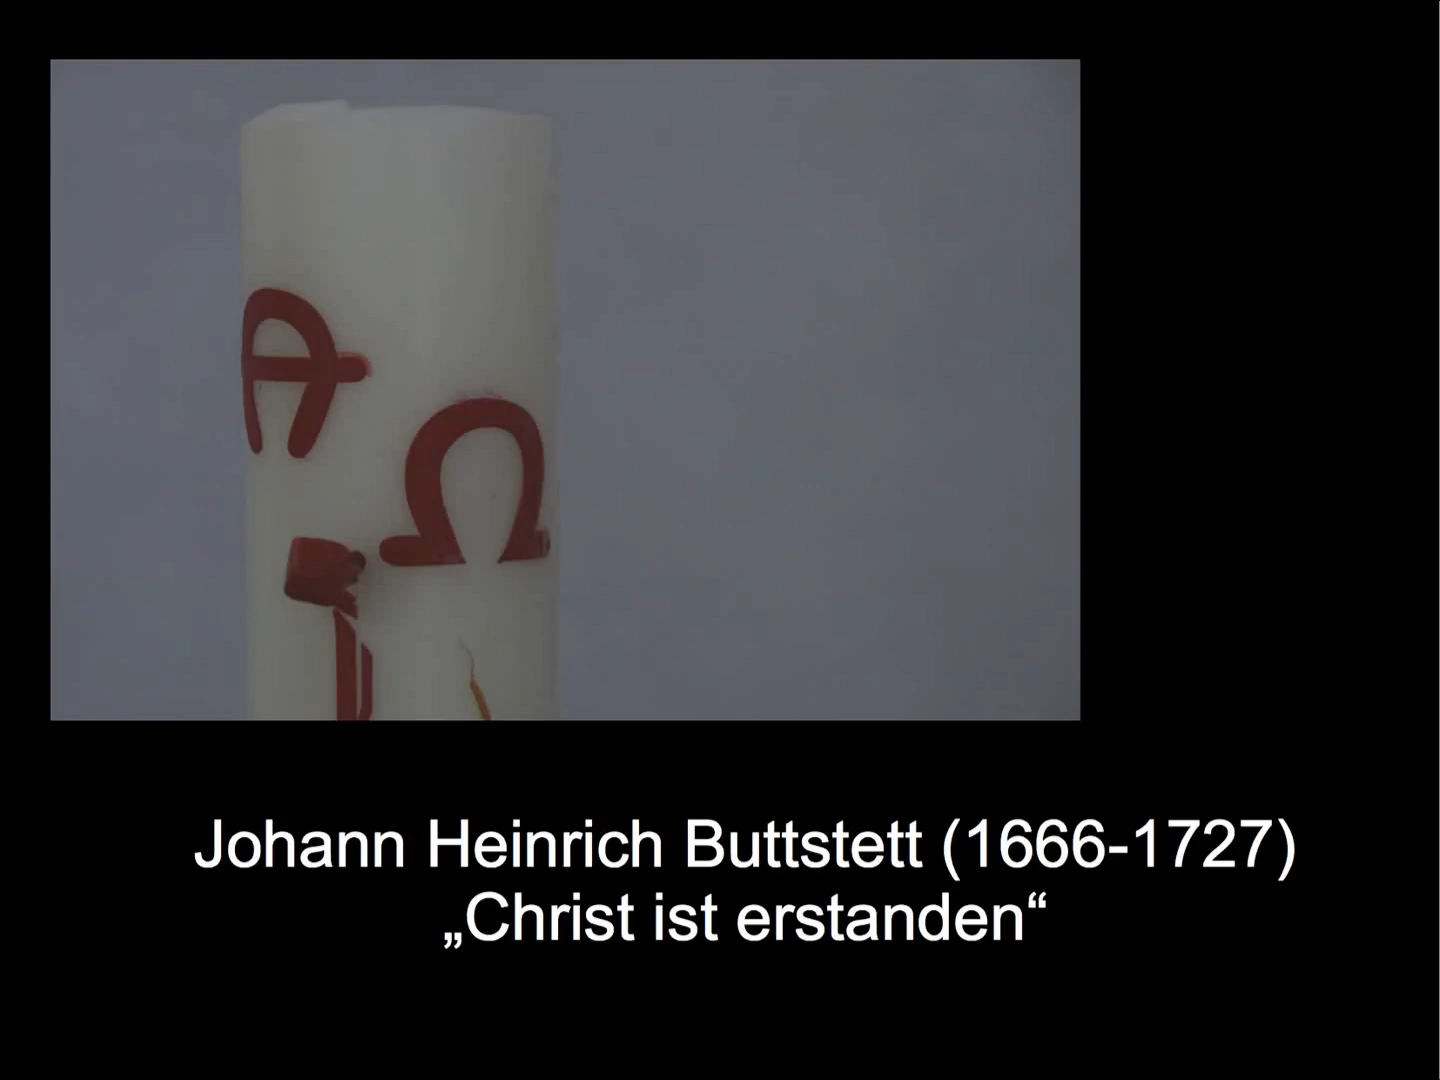 Α
Ω
Johann Heinrich Buttstett (1666-1727)
„Christ ist erstanden“